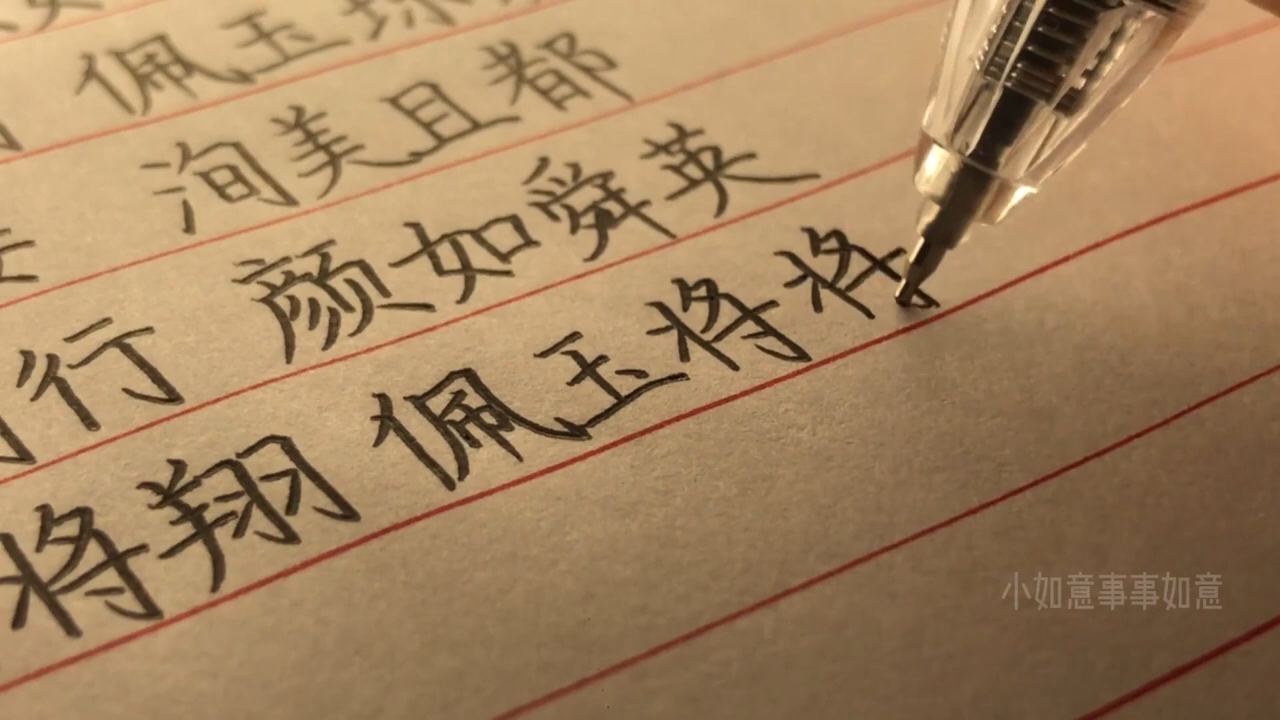 佩玉琼
洵美且都
行 颜如舜英
将翔 佩玉将将
小如意事事如意